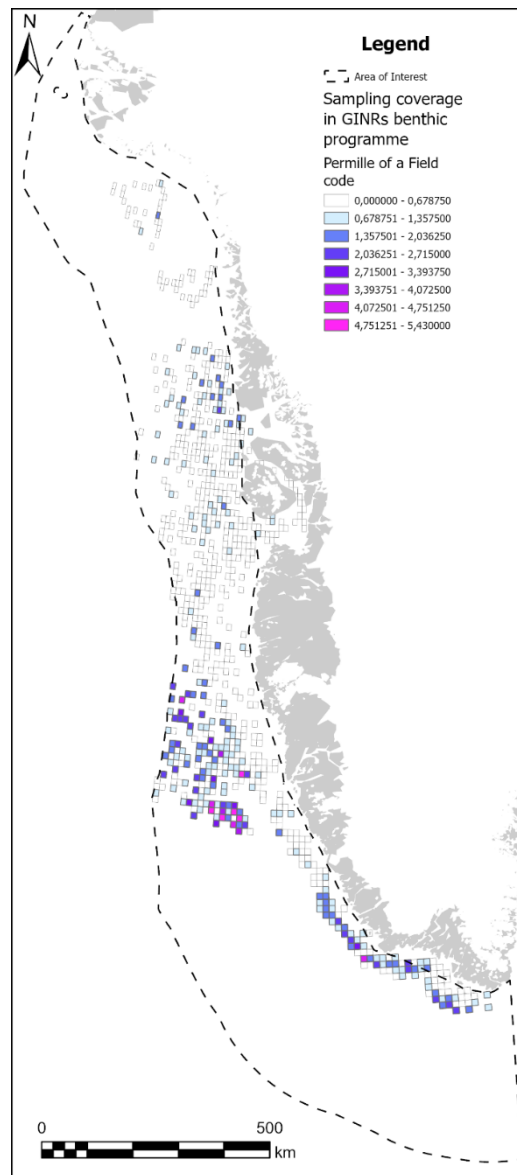 N
Legend
Area of Interest
Sampling coverage
in GINRs benthic
programme
Permille of a Field
code
0,000000 - 0,678750
0,678751 - 1,357500
1,357501 - 2,036250
2,036251 - 2,715000
2,715001 - 3,393750
3,393751 - 4,072500
4,072501 - 4,751250
4,751251 - 5,430000
0 500
km